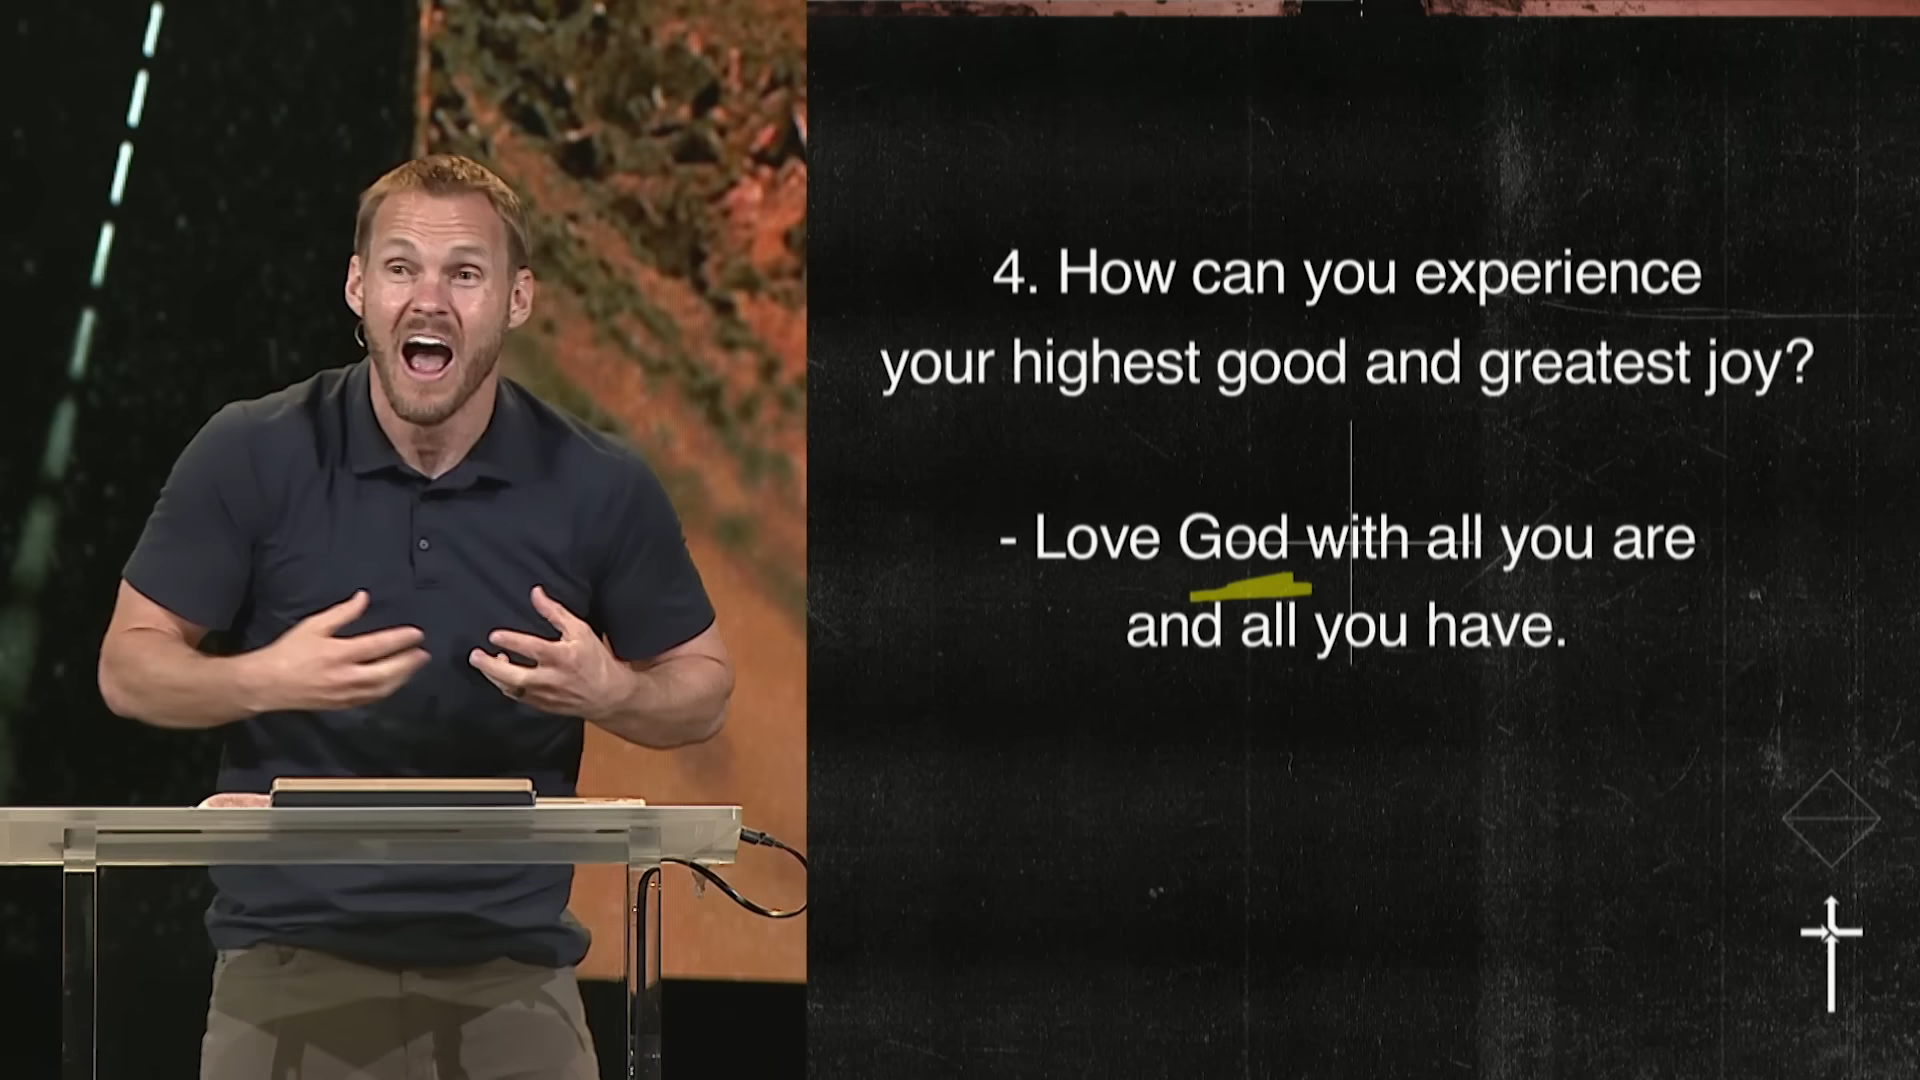 4. How can you experience
your highest good and greatest joy?
- Love God with all you are
and all you have.